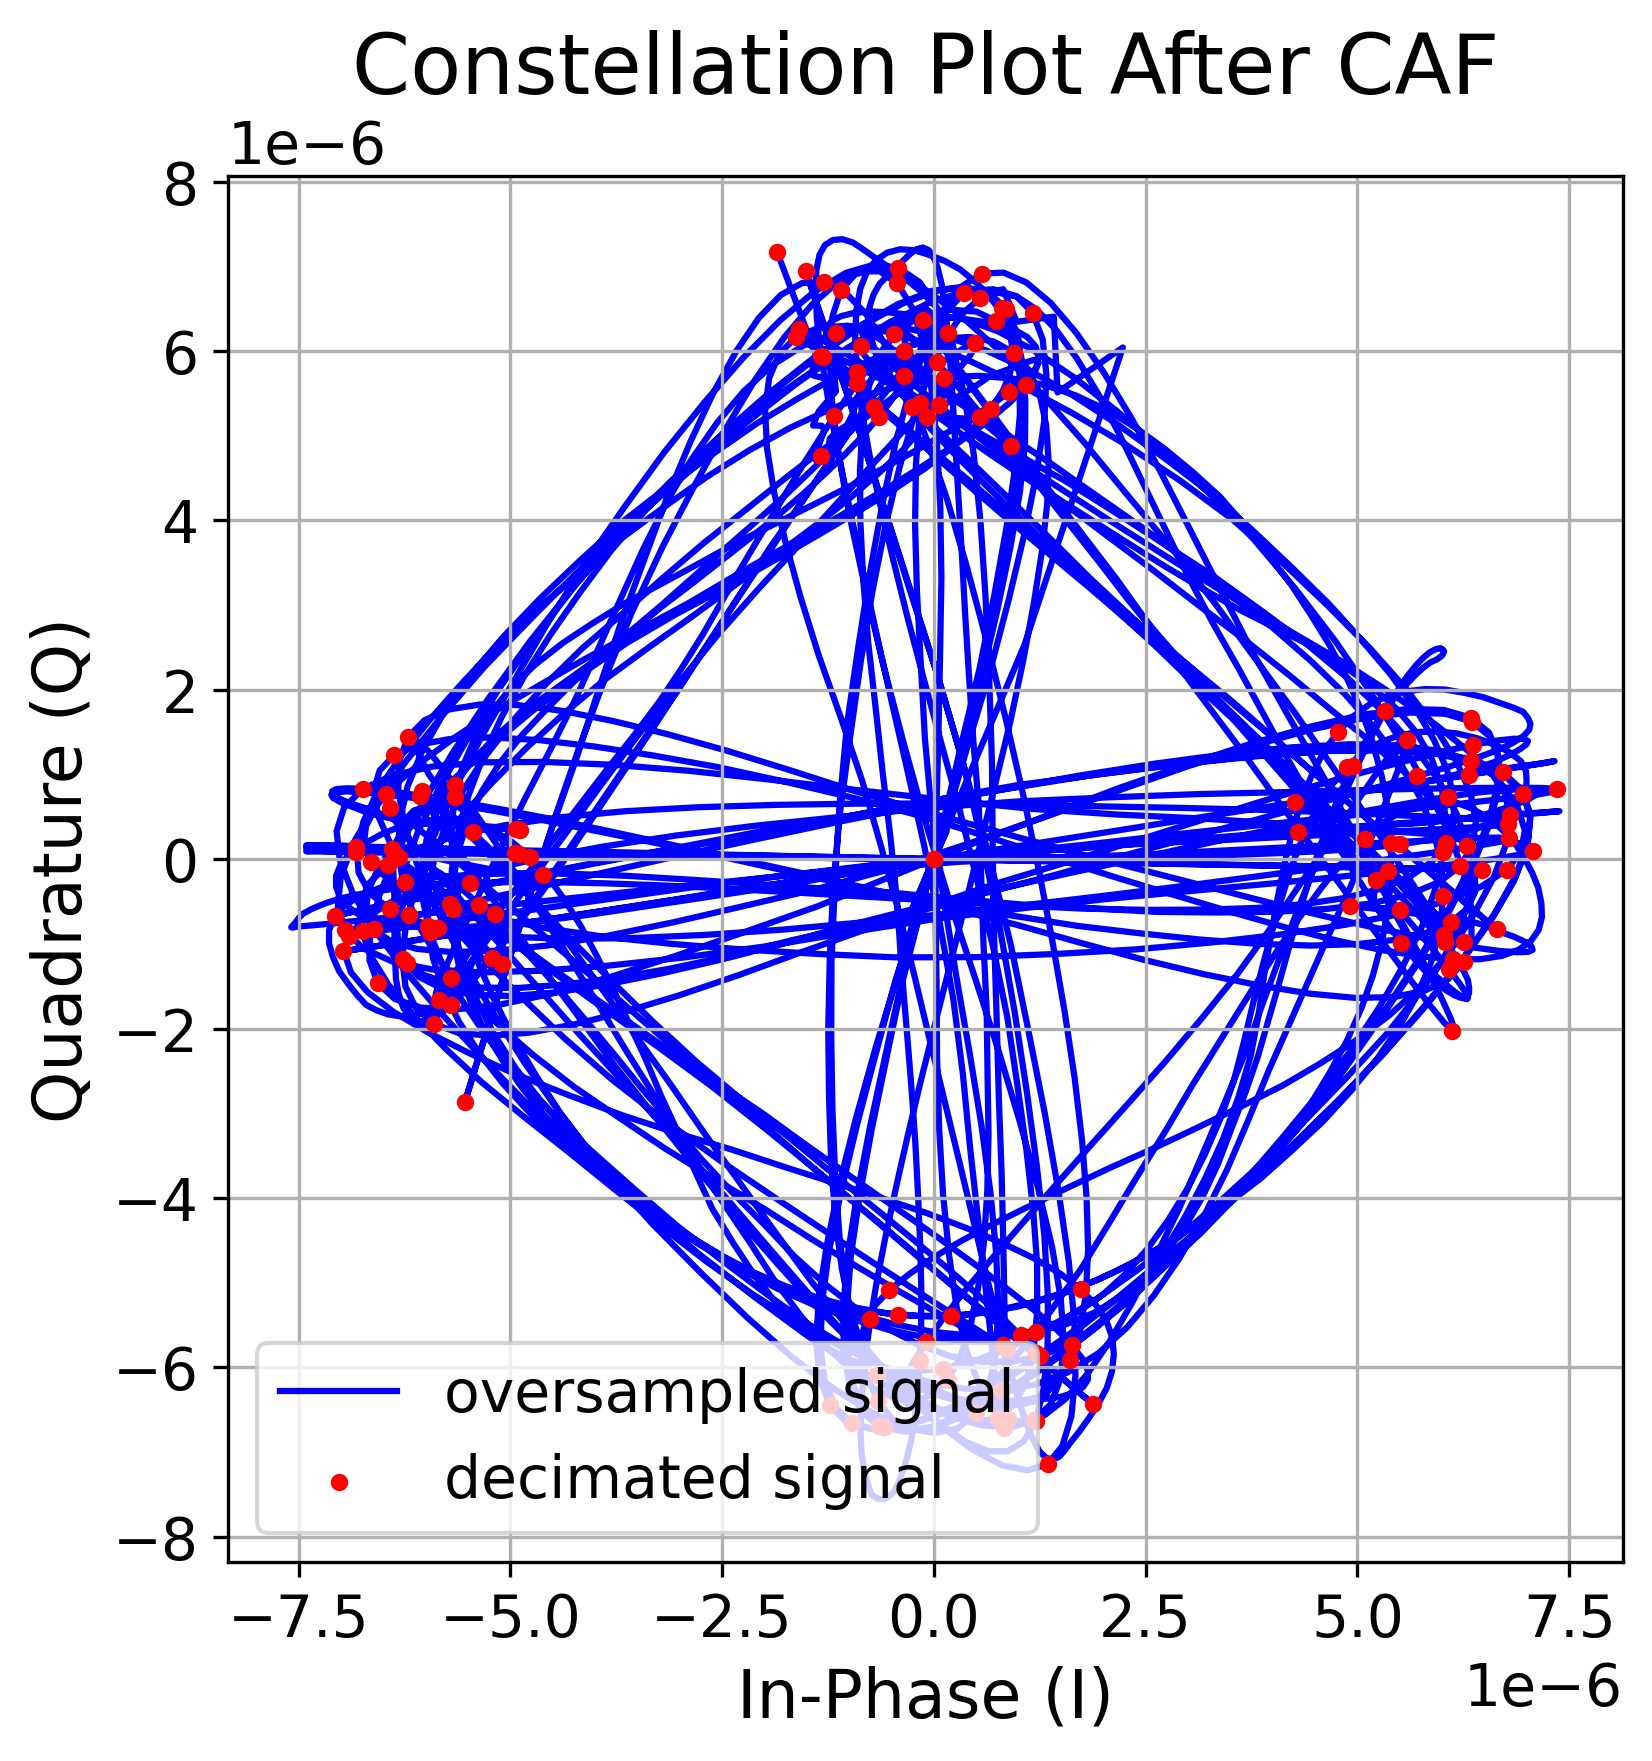 Constellation Plot After CAF
1e−6
8
6
4
2
0
−2
−4
−6
−8
Quadrature (Q)
oversampled signal
decimated signal
−7.5 −5.0 −2.5 0.0 2.5 5.0 7.5
1e−6
In-Phase (I)